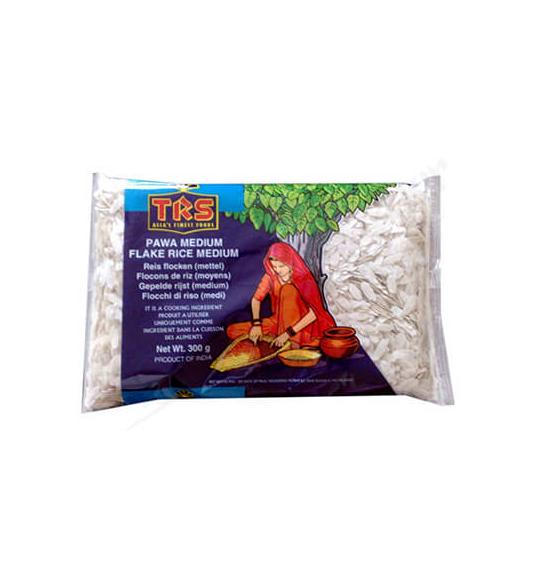 TRS
ASIA'S FINEST FOODS
PAWA MEDIUM
FLAKE RICE MEDIUM
Reis flocken (mettel)
Flocons de riz (moyens)
Gepelde rijst (medium)
Flocchi di riso (medi)
IT IS A COOKING INGREDIENT
PRODUIT A UTILISER
UNIQUEMENT COMME
INGREDIENT DANS LA CUISSON
DES ALIMENTS
Net Wt. 300 g
PRODUCT OF INDIA